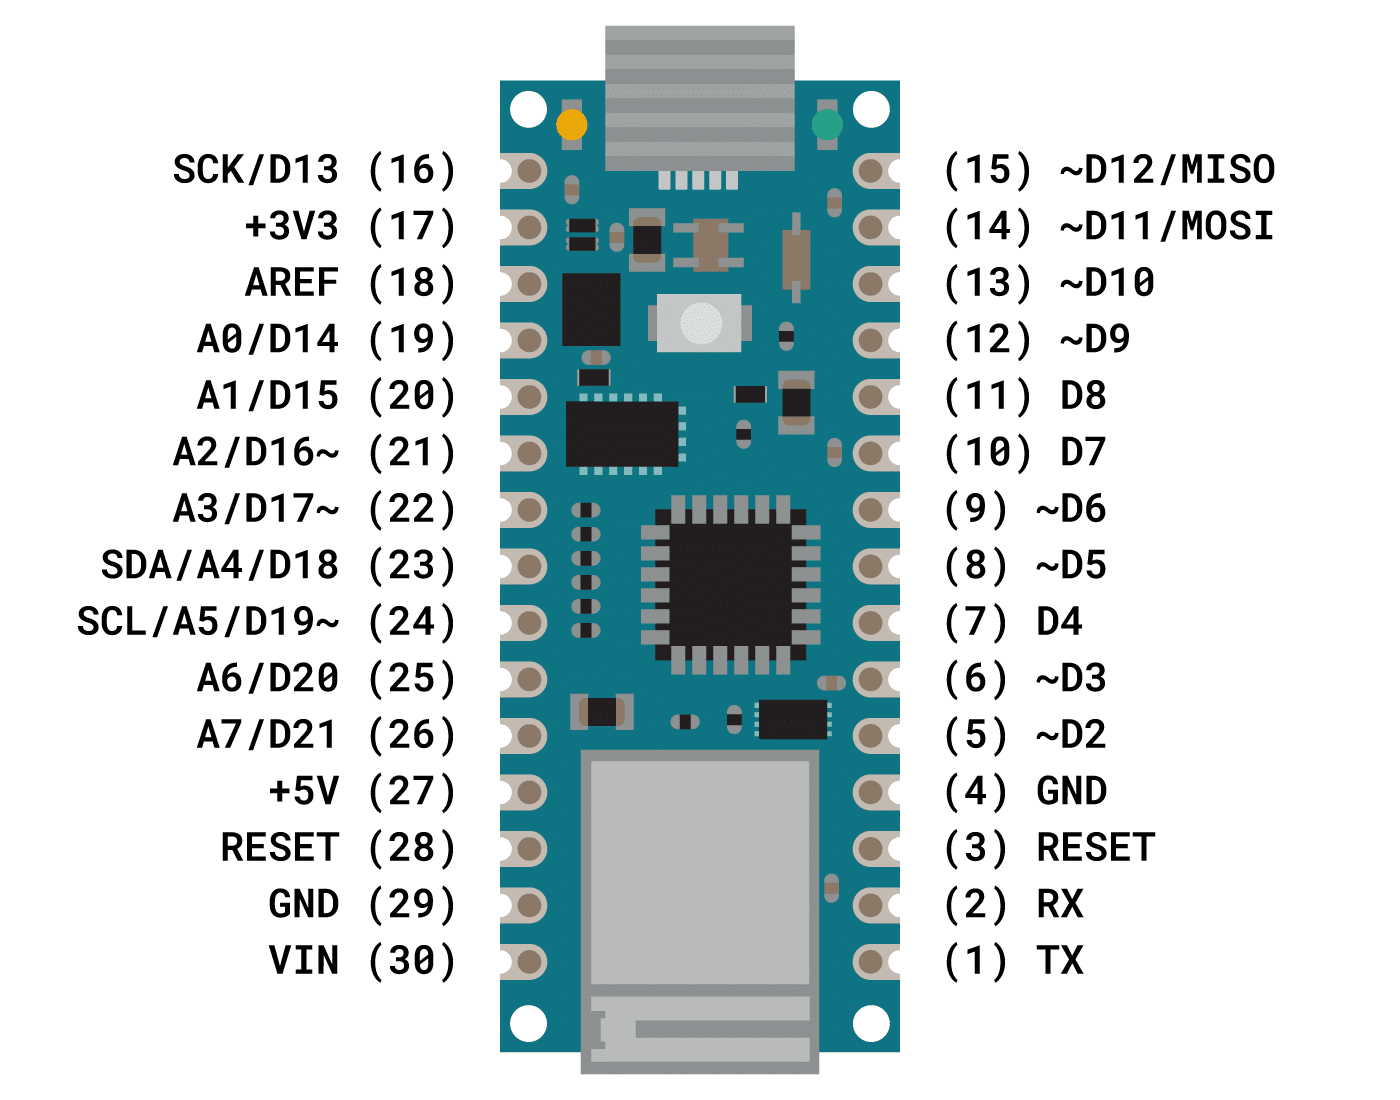 SCK/D13 (16)
+3V3 (17)
AREF (18)
A0/D14 (19)
A1/D15 (20)
A2/D16~ (21)
A3/D17~ (22)
SDA/A4/D18 (23)
SCL/A5/D19~ (24)
A6/D20 (25)
A7/D21 (26)
+5V (27)
RESET (28)
GND (29)
VIN (30)
(15) ~D12/MISO
(14) ~D11/MOSI
(13) ~D10
(12) ~D9
(11) D8
(10) D7
(9) ~D6
(8) ~D5
(7) D4
(6) ~D3
(5) ~D2
(4) GND
(3) RESET
(2) RX
(1) TX